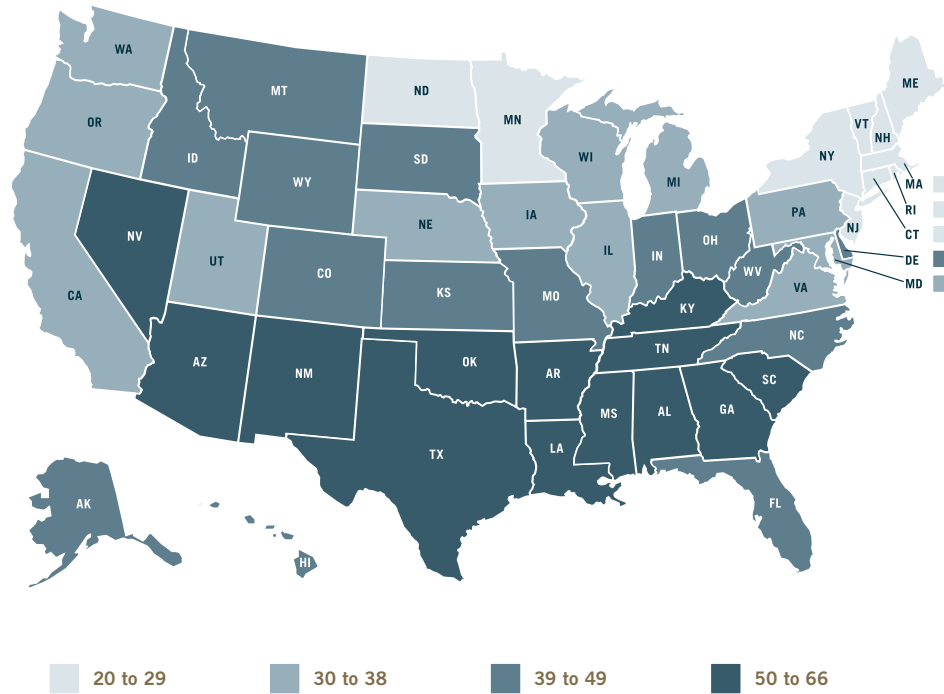 WA
ME
MT
ND
VT
OR
MN
NH
ID
SD
WI
NY
WY
MI
MA
PA
RI
IA
NE
NJ
NV
CT
OH
IL
IN
UT
DE
CO
WV
MD
VA
CA
KS
MO
KY
NC
TN
AZ
OK
NM
AR
SC
MS
AL
GA
LA
TX
AK
FL
HI
20 to 29
30 to 38
39 to 49
50 to 66